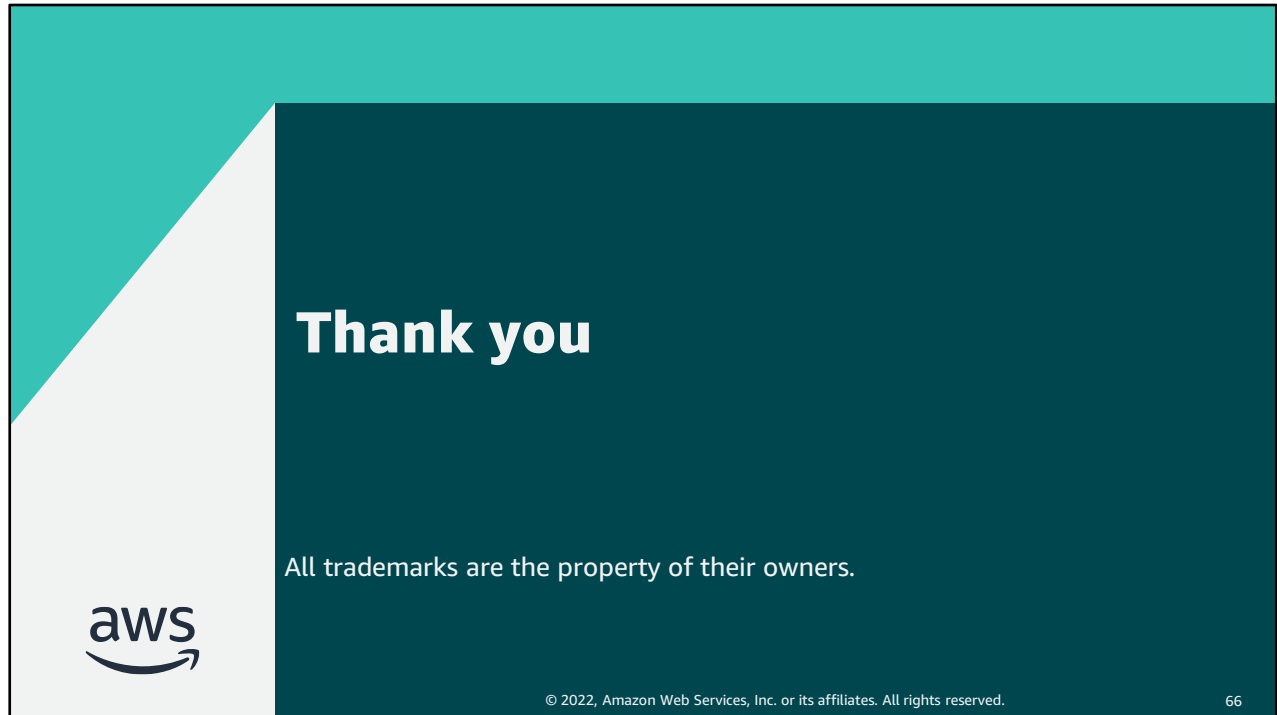 Thank you
All trademarks are the property of their owners.
aws
© 2022, Amazon Web Services, Inc. or its affiliates. All rights reserved.
66